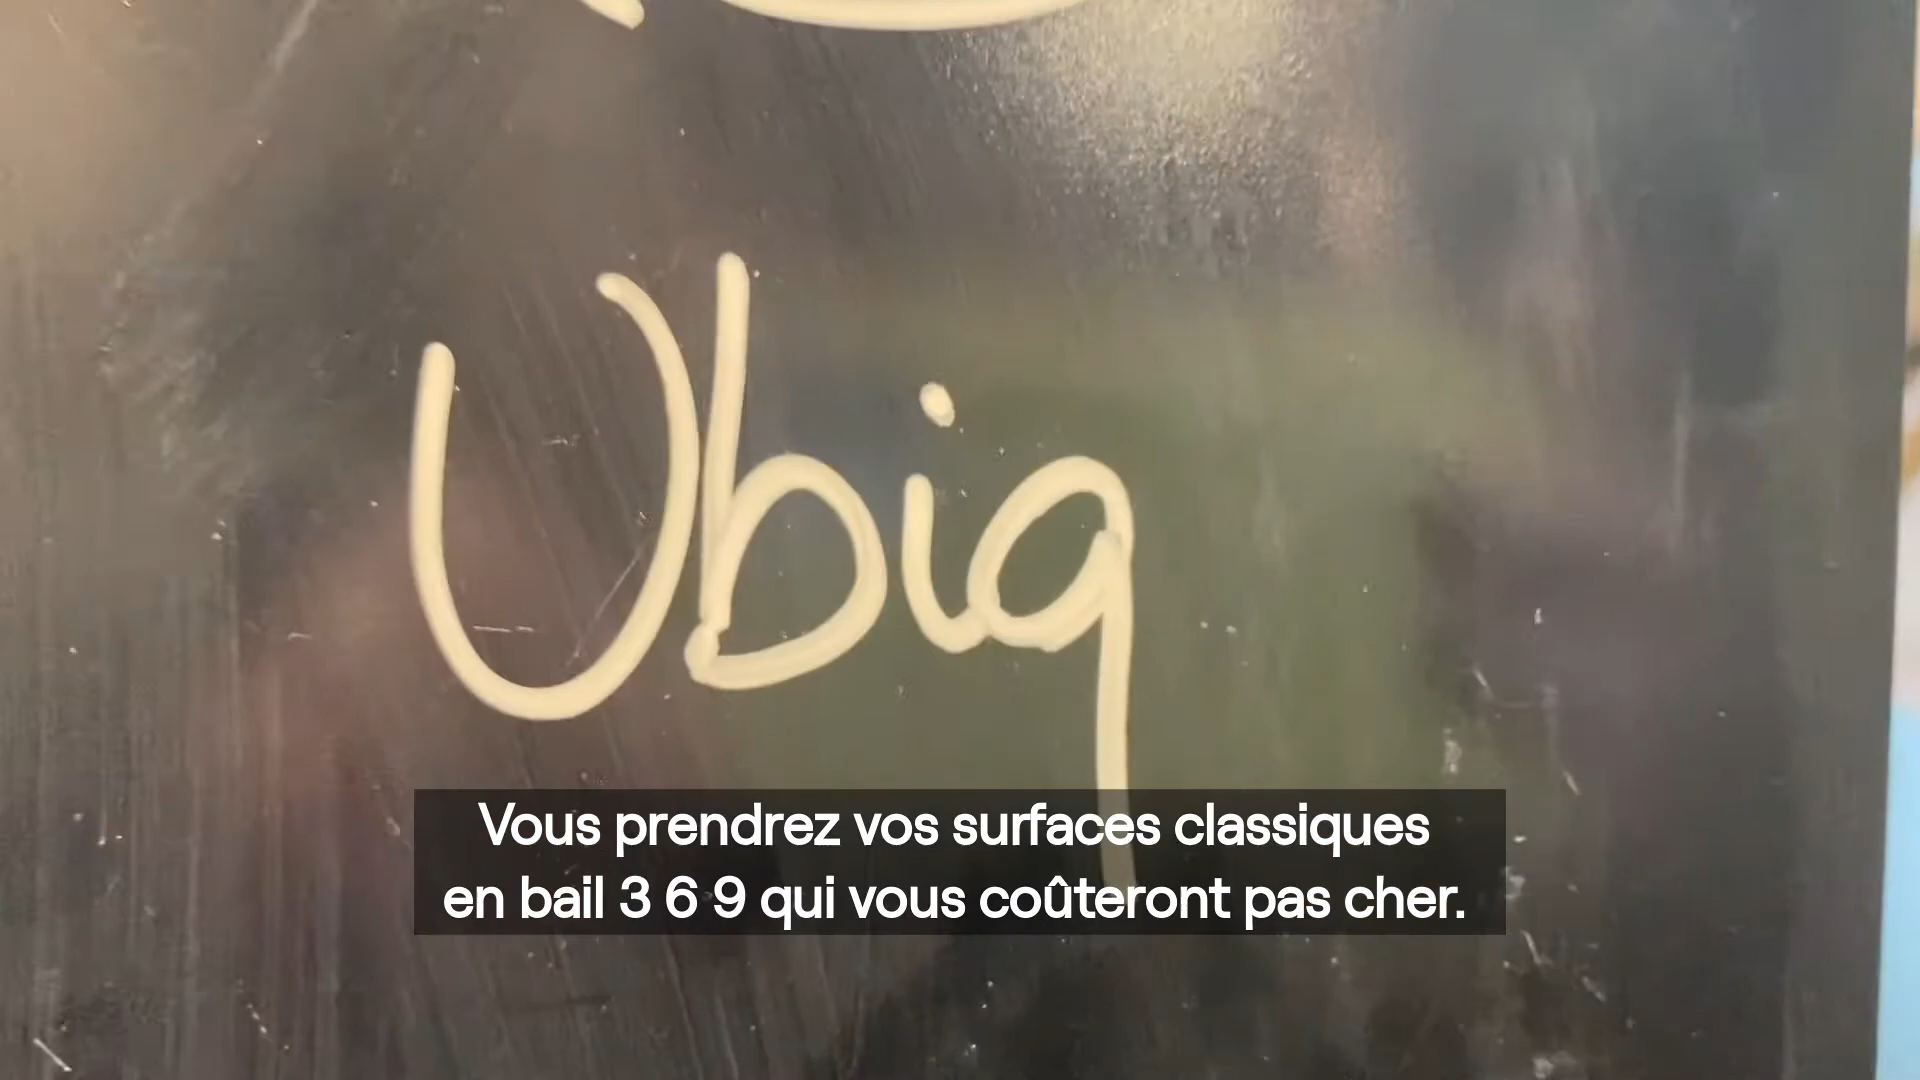 Ubiq
Vous prendrez vos surfaces classiques
en bail 3 6 9 qui vous coûteront pas cher.